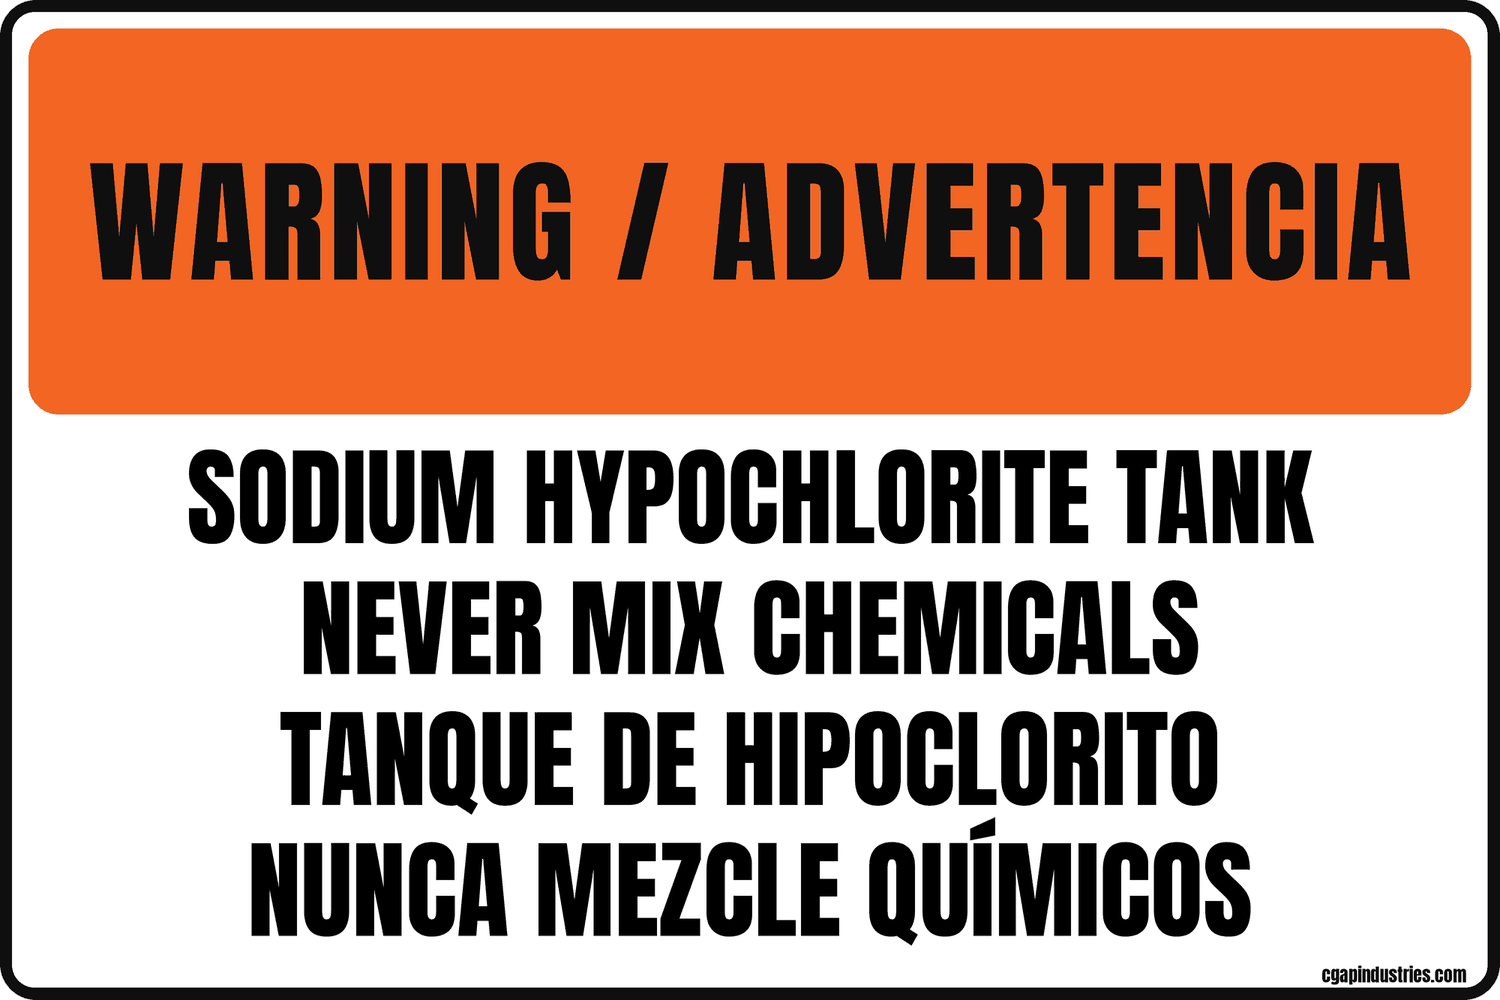 WARNING / ADVERTENCIA
SODIUM HYPOCHLORITE TANK
NEVER MIX CHEMICALS
TANQUE DE HIPOCLORITO
NUNCA MEZCLE QUÍMICOS
cgapindustries.com